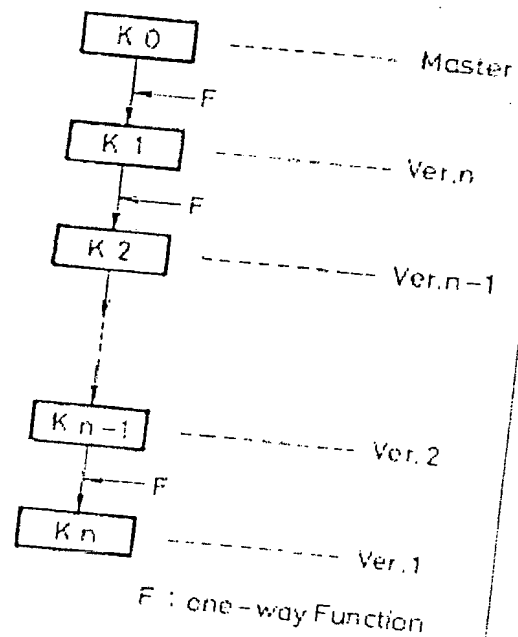 K 0 Master
F
K 1 Ver.n
F
K 2 Ver.n-1
K n-1 Ver.2
F
K n Ver.1
F : one-way Function